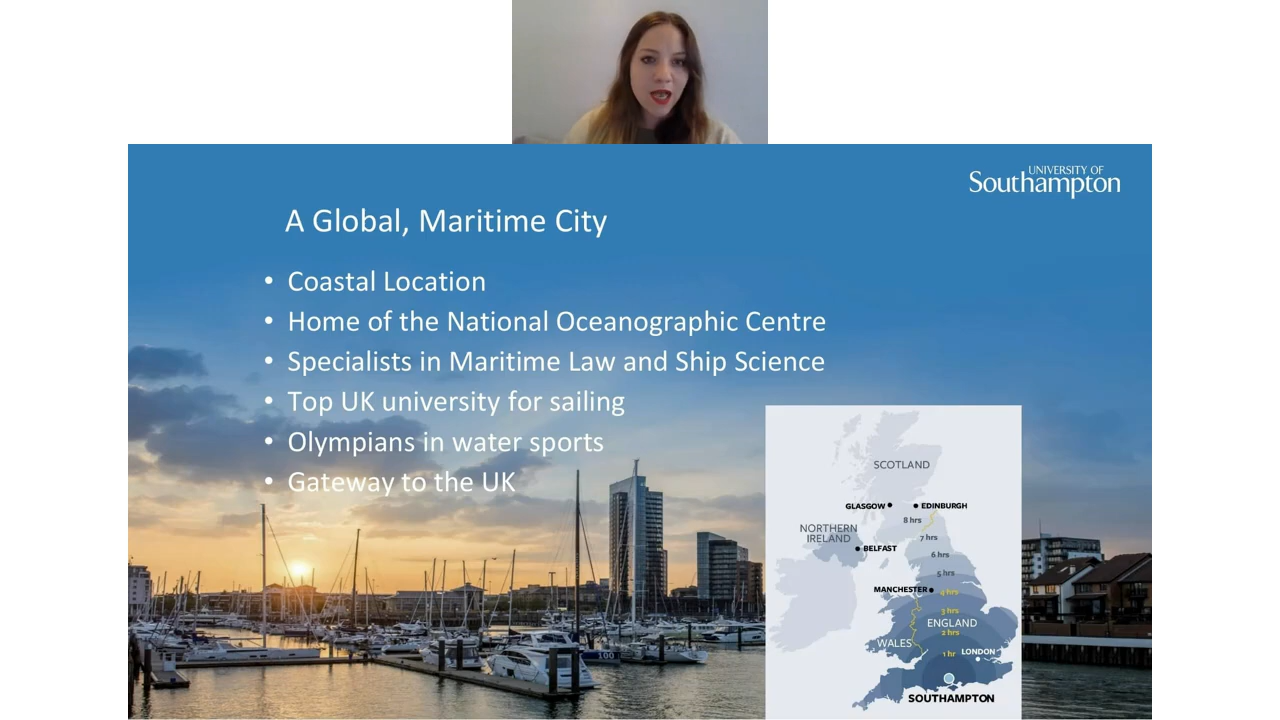 UNIVERSITY OF
Southampton
A Global, Maritime City
• Coastal Location
• Home of the National Oceanographic Centre
• Specialists in Maritime Law and Ship Science
• Top UK university for sailing
• Olympians in water sports
• Gateway to the UK
SCOTLAND
GLASGOW
EDINBURGH
8 hrs
NORTHERN
IRELAND
7 hrs
BELFAST
6 hrs
5 hrs
MANCHESTER
4 hrs
3 hrs
ENGLAND
2 hrs
WALES
1 hr
LONDON
SOUTHAMPTON
100